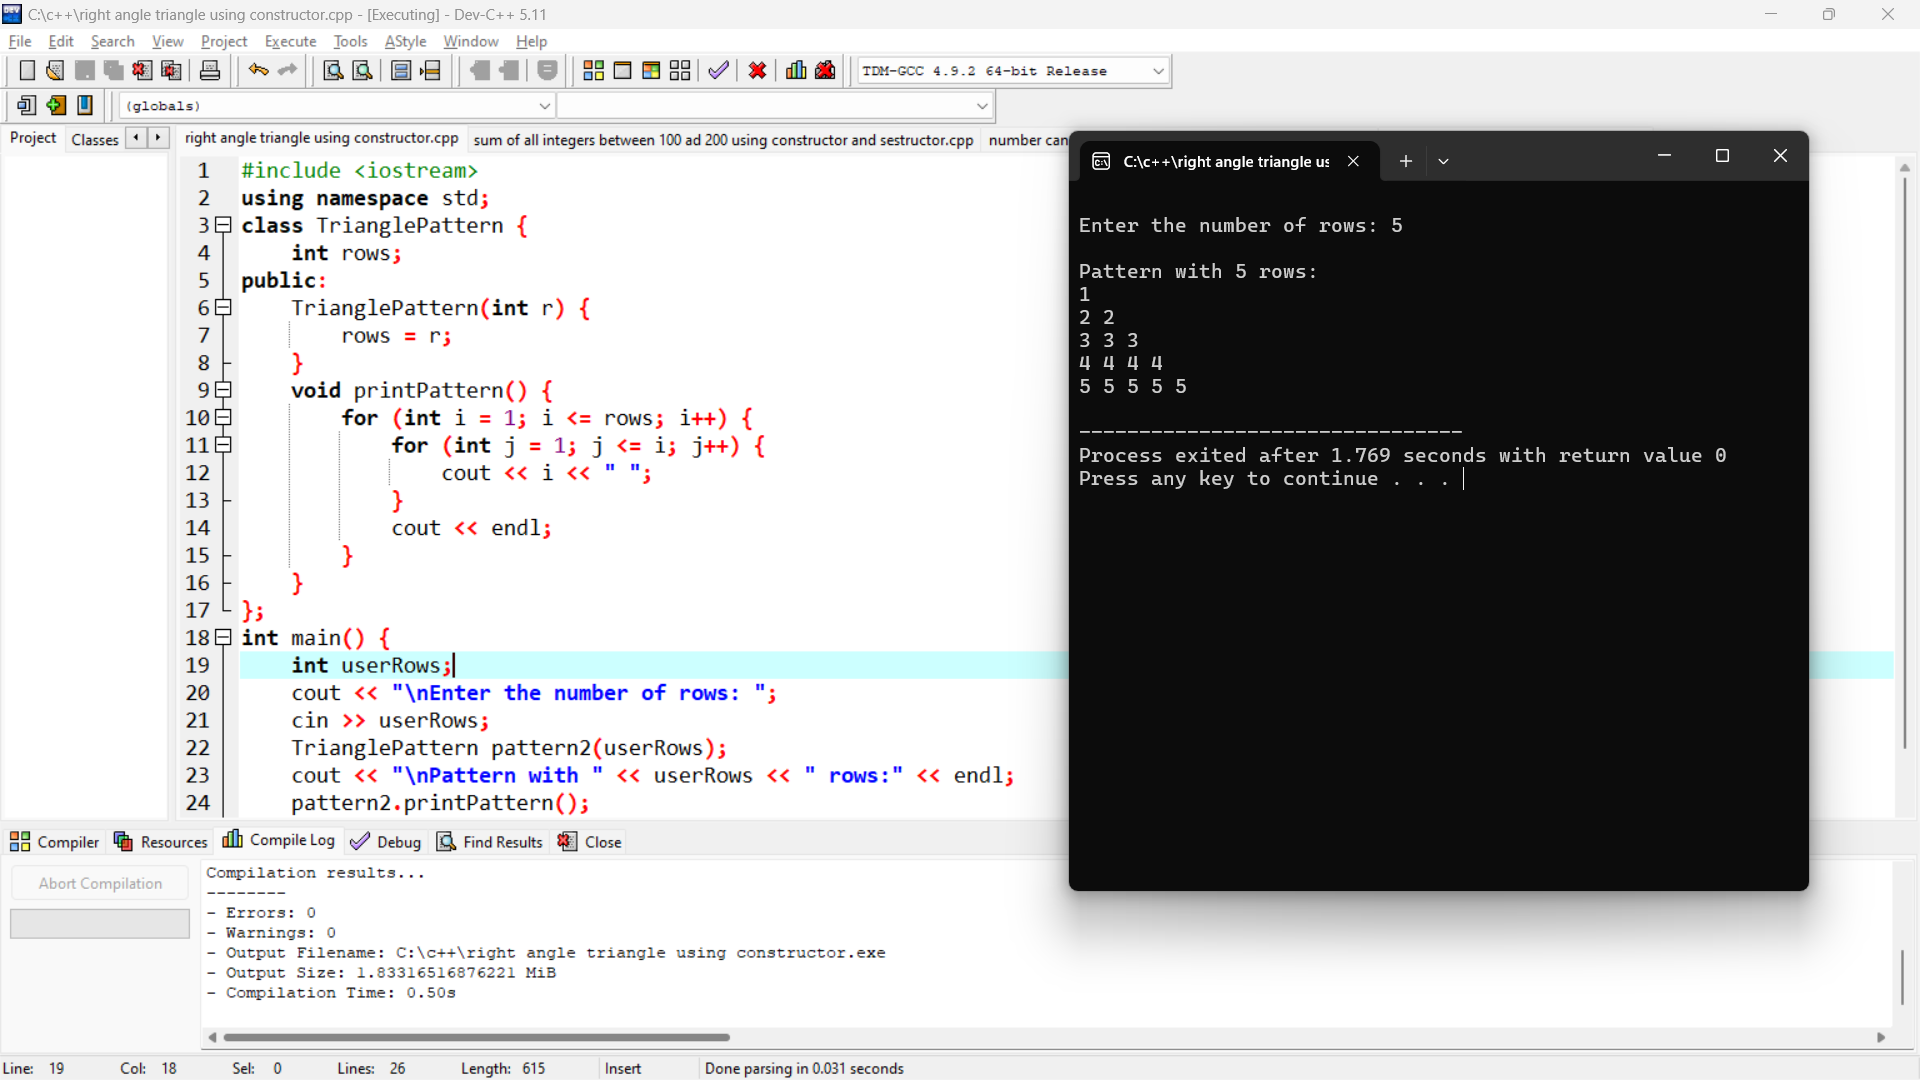 C:\c++\right angle triangle using constructor.cpp - [Executing] - Dev-C++ 5.11
File Edit Search View Project Execute Tools AStyle Window Help
TDM-GCC 4.9.2 64-bit Release
(globals)
Project Classes
right angle triangle using constructor.cpp sum of all integers between 100 ad 200 using constructor and sestructor.cpp number can
1 #include <iostream>
2 using namespace std;
3 class TrianglePattern {
4 int rows;
5 public:
6 TrianglePattern(int r) {
7 rows = r;
8 }
9 void printPattern() {
10 for (int i = 1; i <= rows; i++) {
11 for (int j = 1; j <= i; j++) {
12 cout << i << " ";
13 }
14 cout << endl;
15 }
16 }
17 };
18 int main() {
19 int userRows;
20 cout << "\nEnter the number of rows: ";
21 cin >> userRows;
22 TrianglePattern pattern2(userRows);
23 cout << "\nPattern with " << userRows << " rows:" << endl;
24 pattern2.printPattern();
C:\c++\right angle triangle us
Enter the number of rows: 5
Pattern with 5 rows:
1
2 2
3 3 3
4 4 4 4
5 5 5 5 5
--------------------------------
Process exited after 1.769 seconds with return value 0
Press any key to continue . . .
Compiler Resources Compile Log Debug Find Results Close
Abort Compilation
Compilation results...
--------
- Errors: 0
- Warnings: 0
- Output Filename: C:\c++\right angle triangle using constructor.exe
- Output Size: 1.83316516876221 MiB
- Compilation Time: 0.50s
Line: 19 Col: 18 Sel: 0 Lines: 26 Length: 615 Insert Done parsing in 0.031 seconds